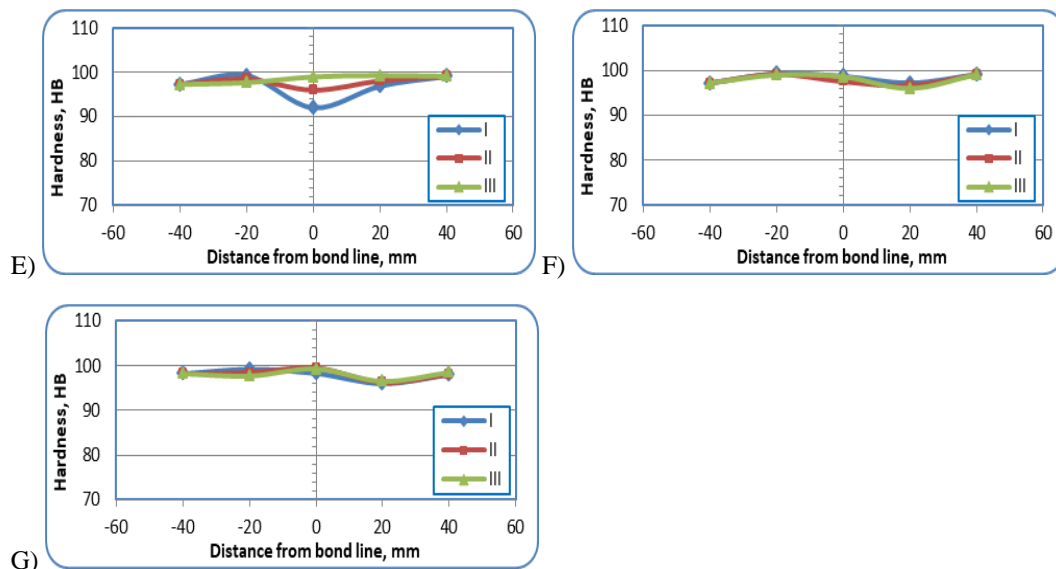 110
100
90
80
70
Hardness, HB
-60 -40 -20 0 20 40 60
Distance from bond line, mm
I
II
III
E)
110
100
90
80
70
Hardness, HB
-60 -40 -20 0 20 40 60
Distance from bond line, mm
I
II
III
F)
110
100
90
80
70
Hardness, HB
-60 -40 -20 0 20 40 60
Distance from bond line, mm
I
II
III
G)